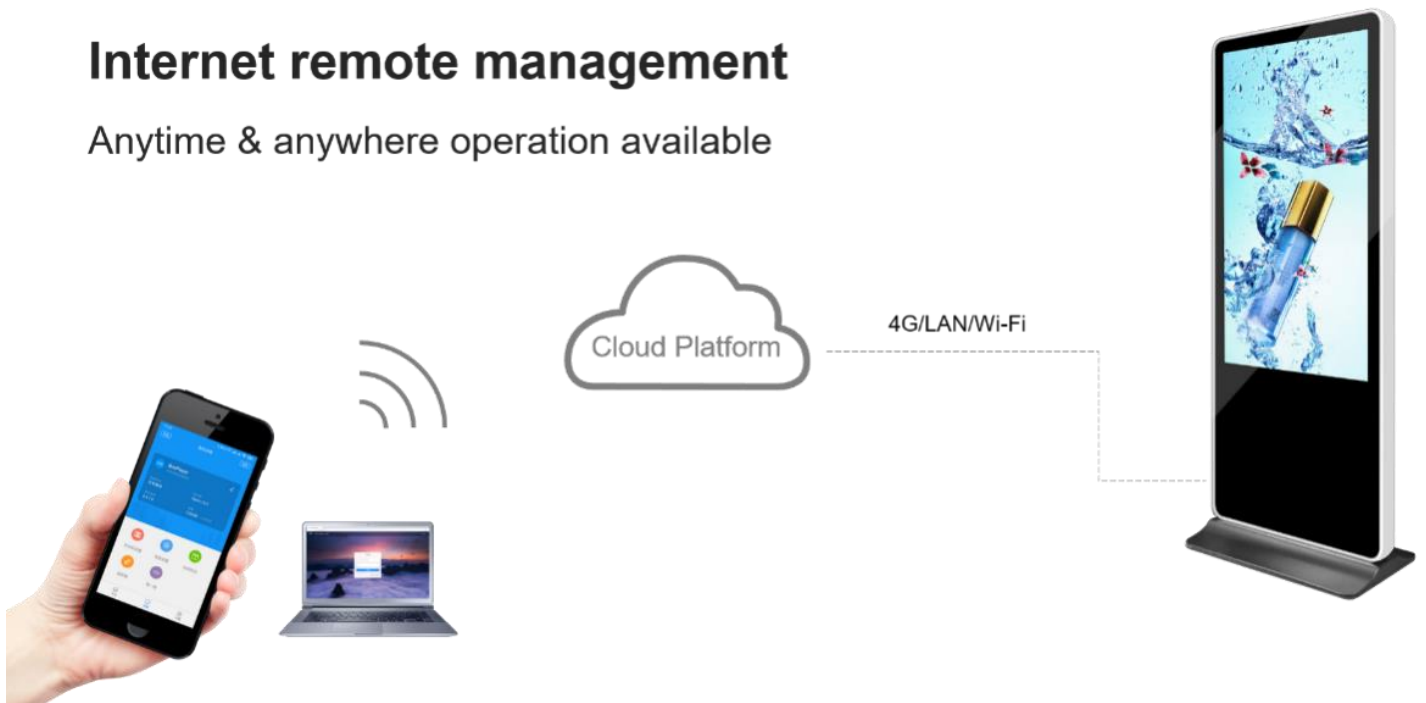 Internet remote management
Anytime & anywhere operation available
4G/LAN/Wi-Fi
Cloud Platform